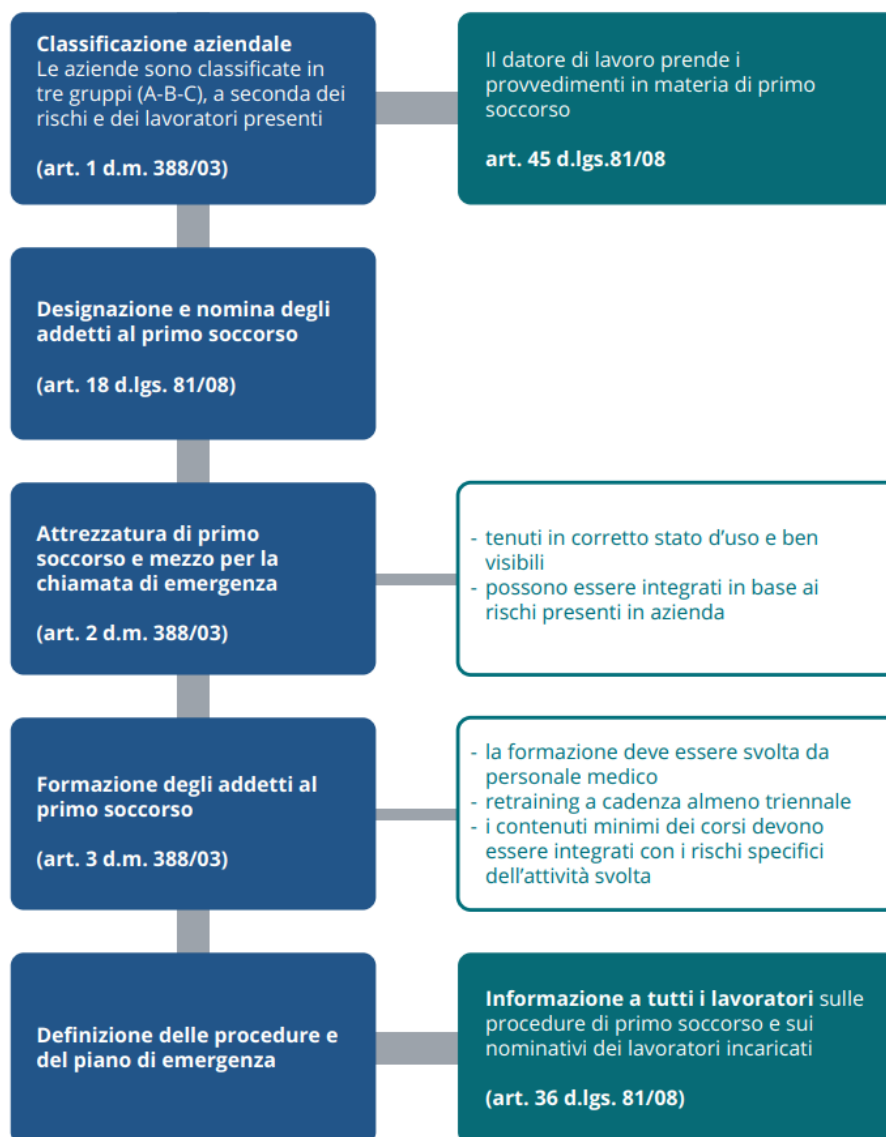 Classificazione aziendale
Le aziende sono classificate in
tre gruppi (A-B-C), a seconda dei
rischi e dei lavoratori presenti
(art. 1 d.m. 388/03)
Il datore di lavoro prende i
provvedimenti in materia di primo
soccorso
art. 45 d.lgs.81/08
Designazione e nomina degli
addetti al primo soccorso
(art. 18 d.lgs. 81/08)
Attrezzatura di primo
soccorso e mezzo per la
chiamata di emergenza
(art. 2 d.m. 388/03)
- tenuti in corretto stato d'uso e ben
visibili
- possono essere integrati in base ai
rischi presenti in azienda
Formazione degli addetti al
primo soccorso
(art. 3 d.m. 388/03)
- la formazione deve essere svolta da
personale medico
- retraining a cadenza almeno triennale
- i contenuti minimi dei corsi devono
essere integrati con i rischi specifici
dell'attività svolta
Definizione delle procedure e
del piano di emergenza
Informazione a tutti i lavoratori sulle
procedure di primo soccorso e sui
nominativi dei lavoratori incaricati
(art. 36 d.lgs. 81/08)